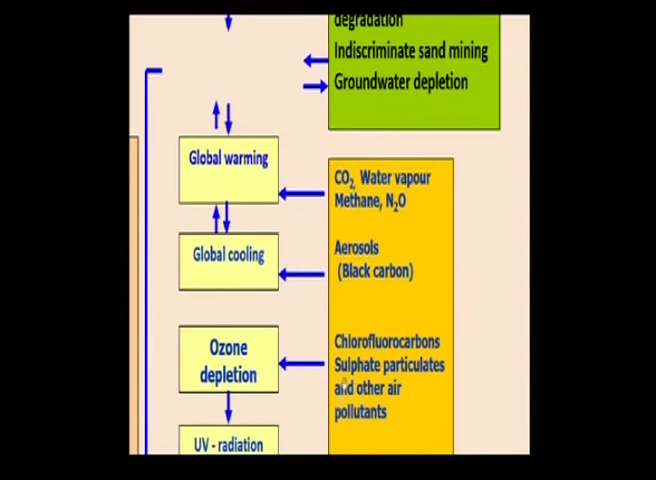 degradation
Indiscriminate sand mining
Groundwater depletion
Global warming
CO2, Water vapour
Methane, N2O
Global cooling
Aerosols
(Black carbon)
Ozone
depletion
Chlorofluorocarbons
Sulphate particulates
and other air
pollutants
UV - radiation